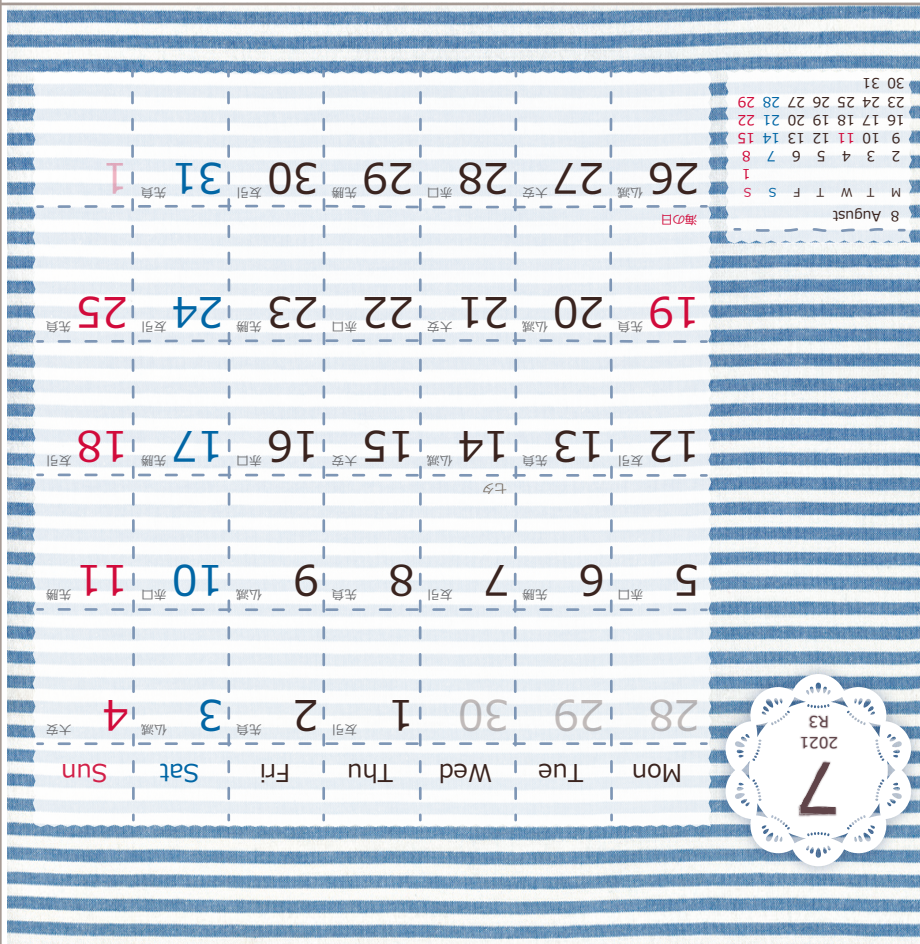 7
2021
R3
Mon Tue Wed Thu Fri Sat Sun
28 29 30 1 友引 2 先負 3 仏滅 4 大安
5 赤口 6 先勝 7 友引 8 先負 9 仏滅 10 赤口 11 先勝
七夕
12 友引 13 先負 14 仏滅 15 大安 16 赤口 17 先勝 18 友引
19 先負 20 仏滅 21 大安 22 赤口 23 先勝 24 友引 25 先負
海の日
26 仏滅 27 大安 28 赤口 29 先勝 30 友引 31 先負 1
8 August
M T W T F S S
1
2 3 4 5 6 7 8
9 10 11 12 13 14 15
16 17 18 19 20 21 22
23 24 25 26 27 28 29
30 31